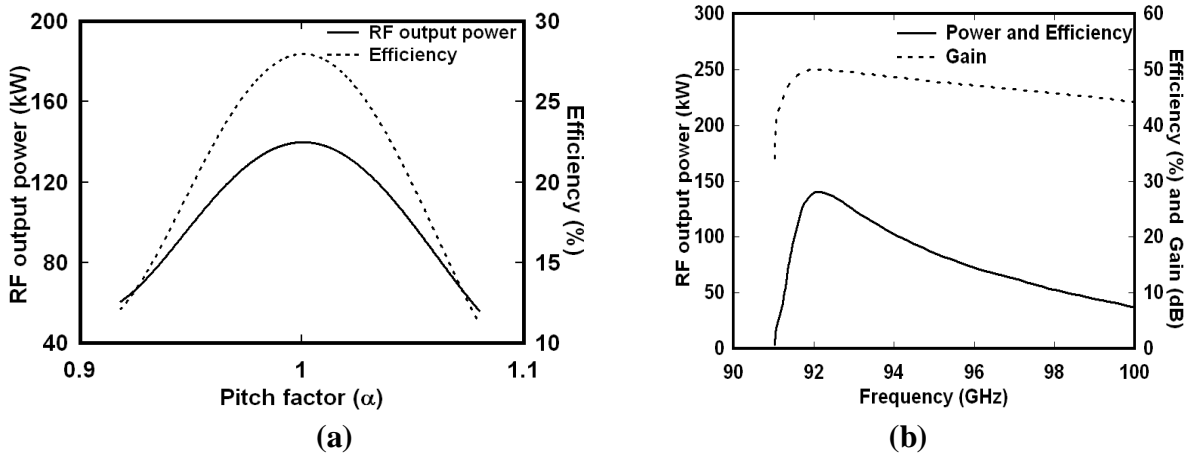 200
160
120
80
40
RF output power (kW)
RF output power
Efficiency
30
25
20
15
10
Efficiency (%)
0.9
1
1.1
Pitch factor (α)
(a)
300
250
200
150
100
50
0
RF output power (kW)
Power and Efficiency
Gain
60
50
40
30
20
10
0
Efficiency (%) and Gain (dB)
90
92
94
96
98
100
Frequency (GHz)
(b)